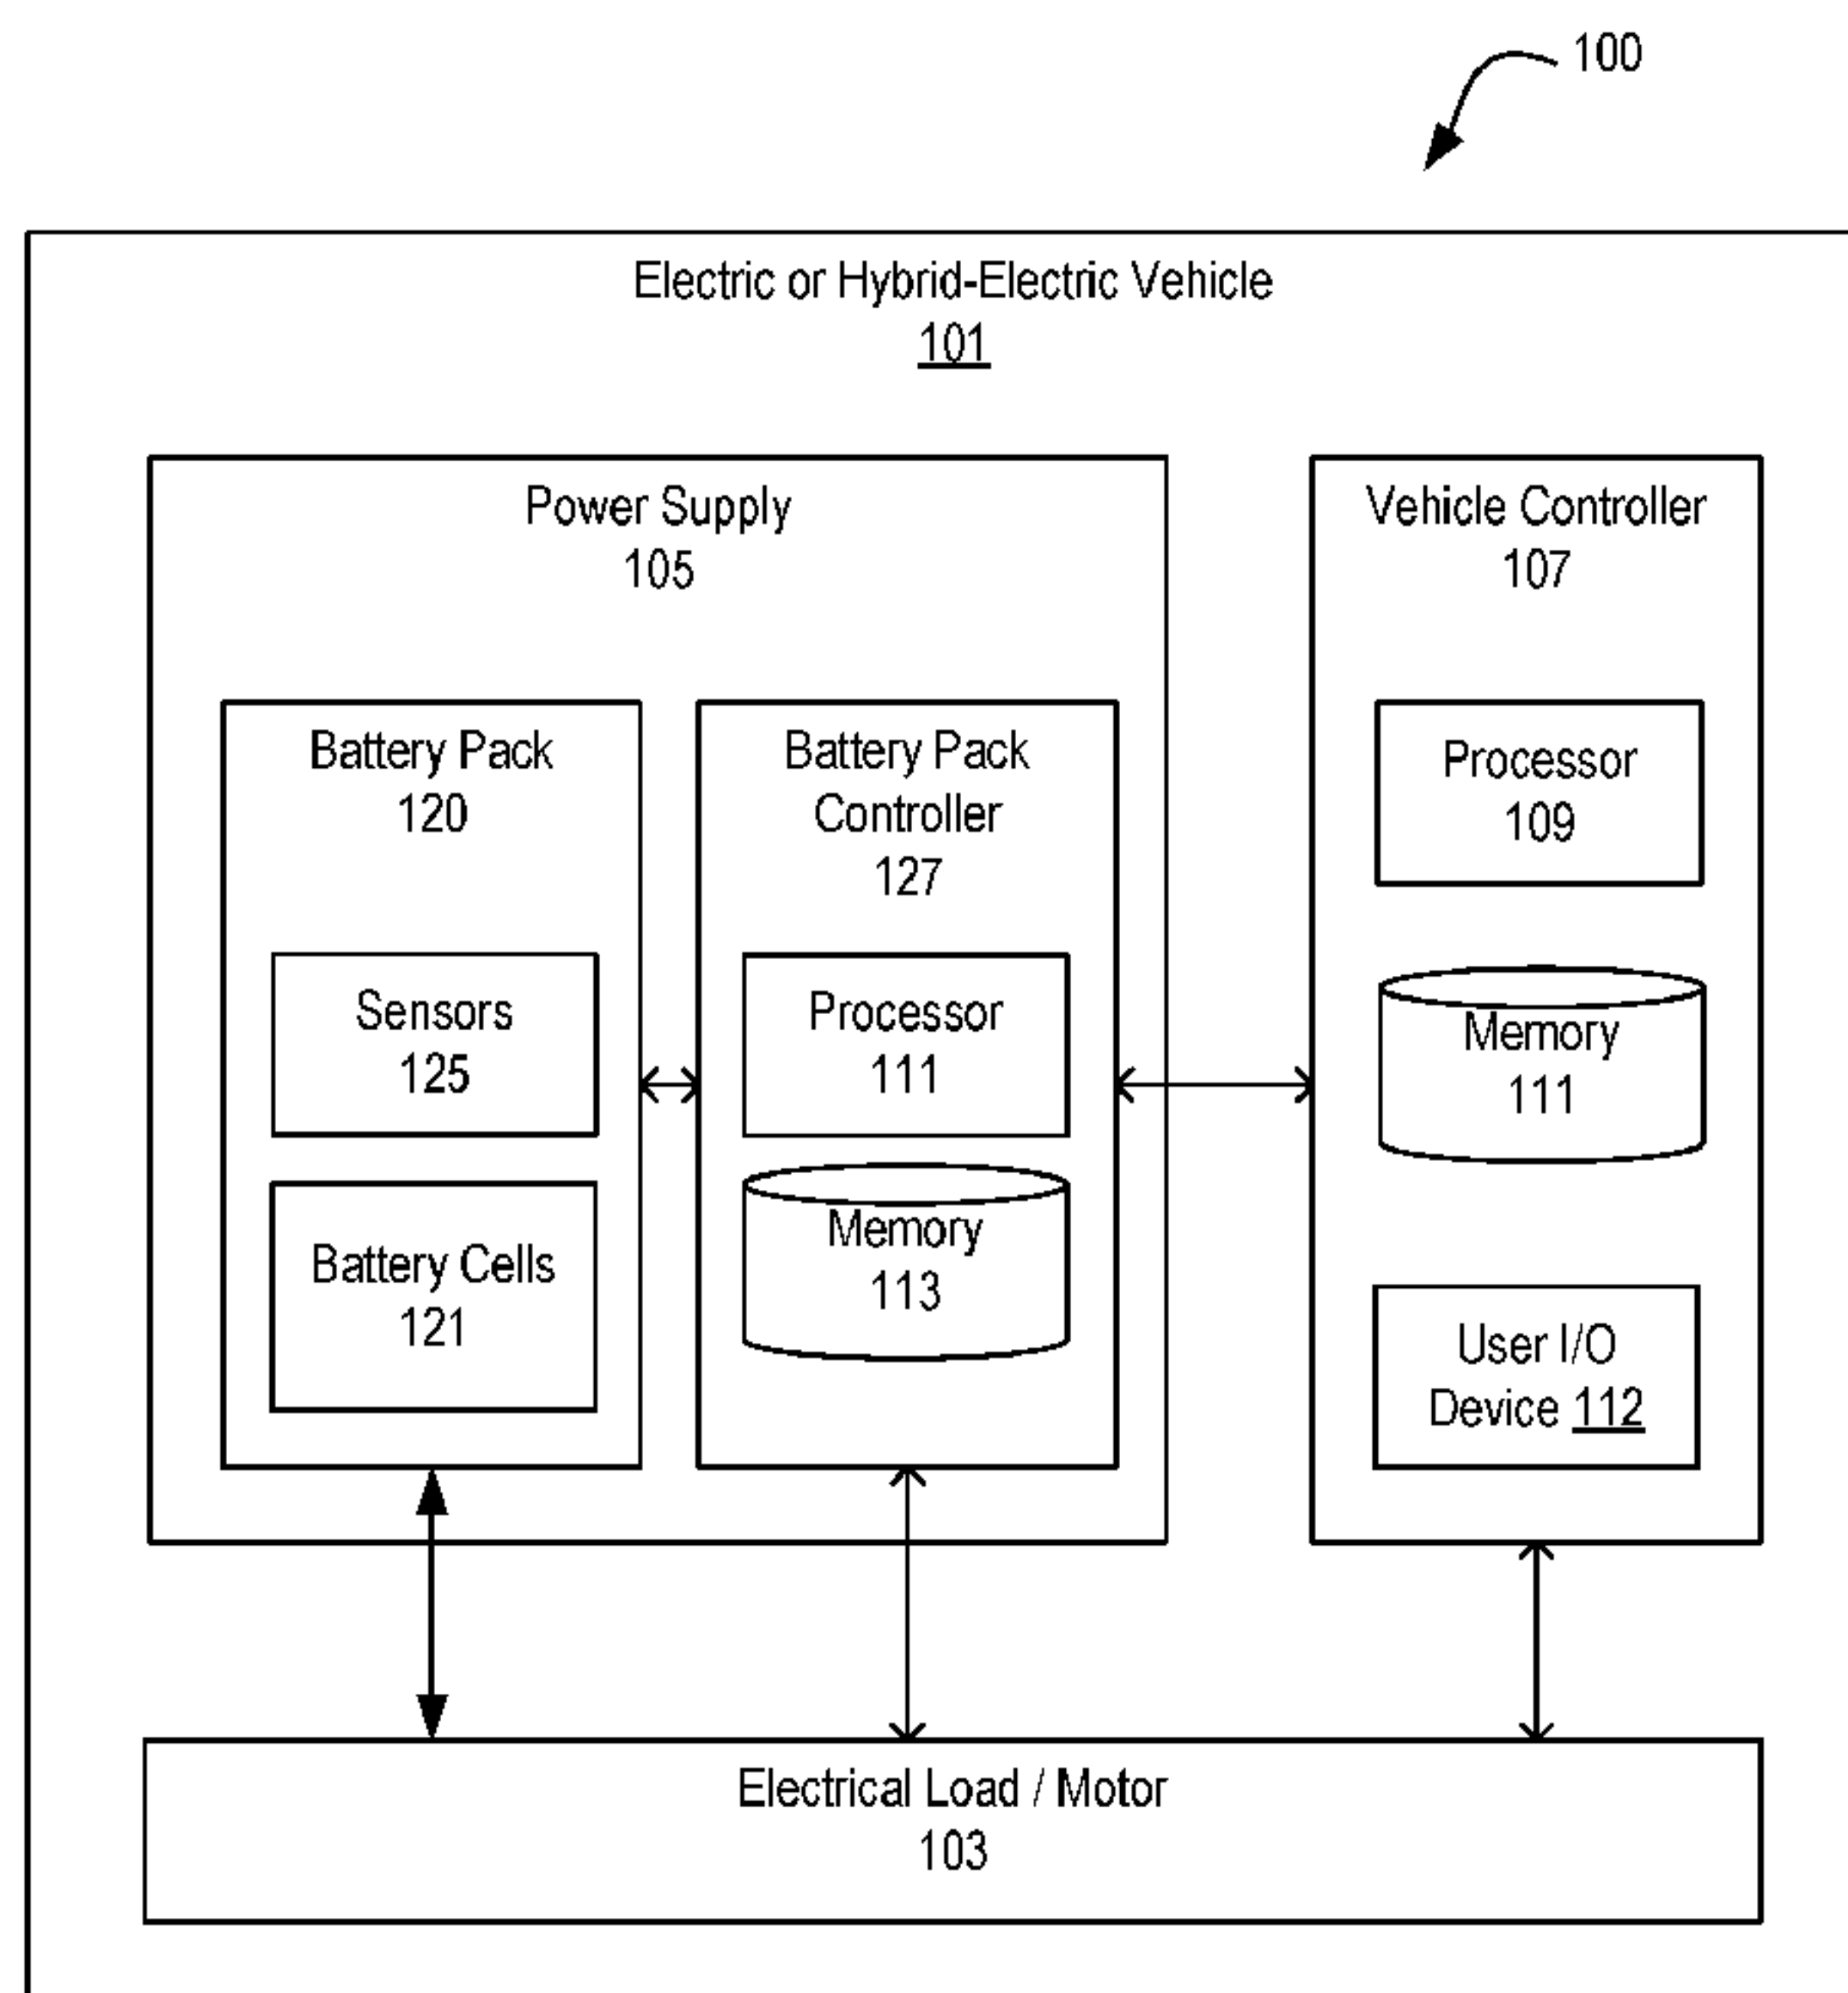 100
Electric or Hybrid-Electric Vehicle
101
Power Supply
105
Battery Pack
120
Sensors
125
Battery Cells
121
Battery Pack
Controller
127
Processor
111
Memory
113
Vehicle Controller
107
Processor
109
Memory
111
User I/O
Device 112
Electrical Load / Motor
103